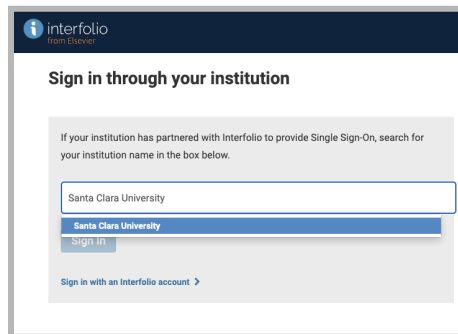 interfolio
from Elsevier
Sign in through your institution
If your institution has partnered with Interfolio to provide Single Sign-On, search for
your institution name in the box below.
Santa Clara University
Santa Clara University
Sign In
Sign in with an Interfolio account